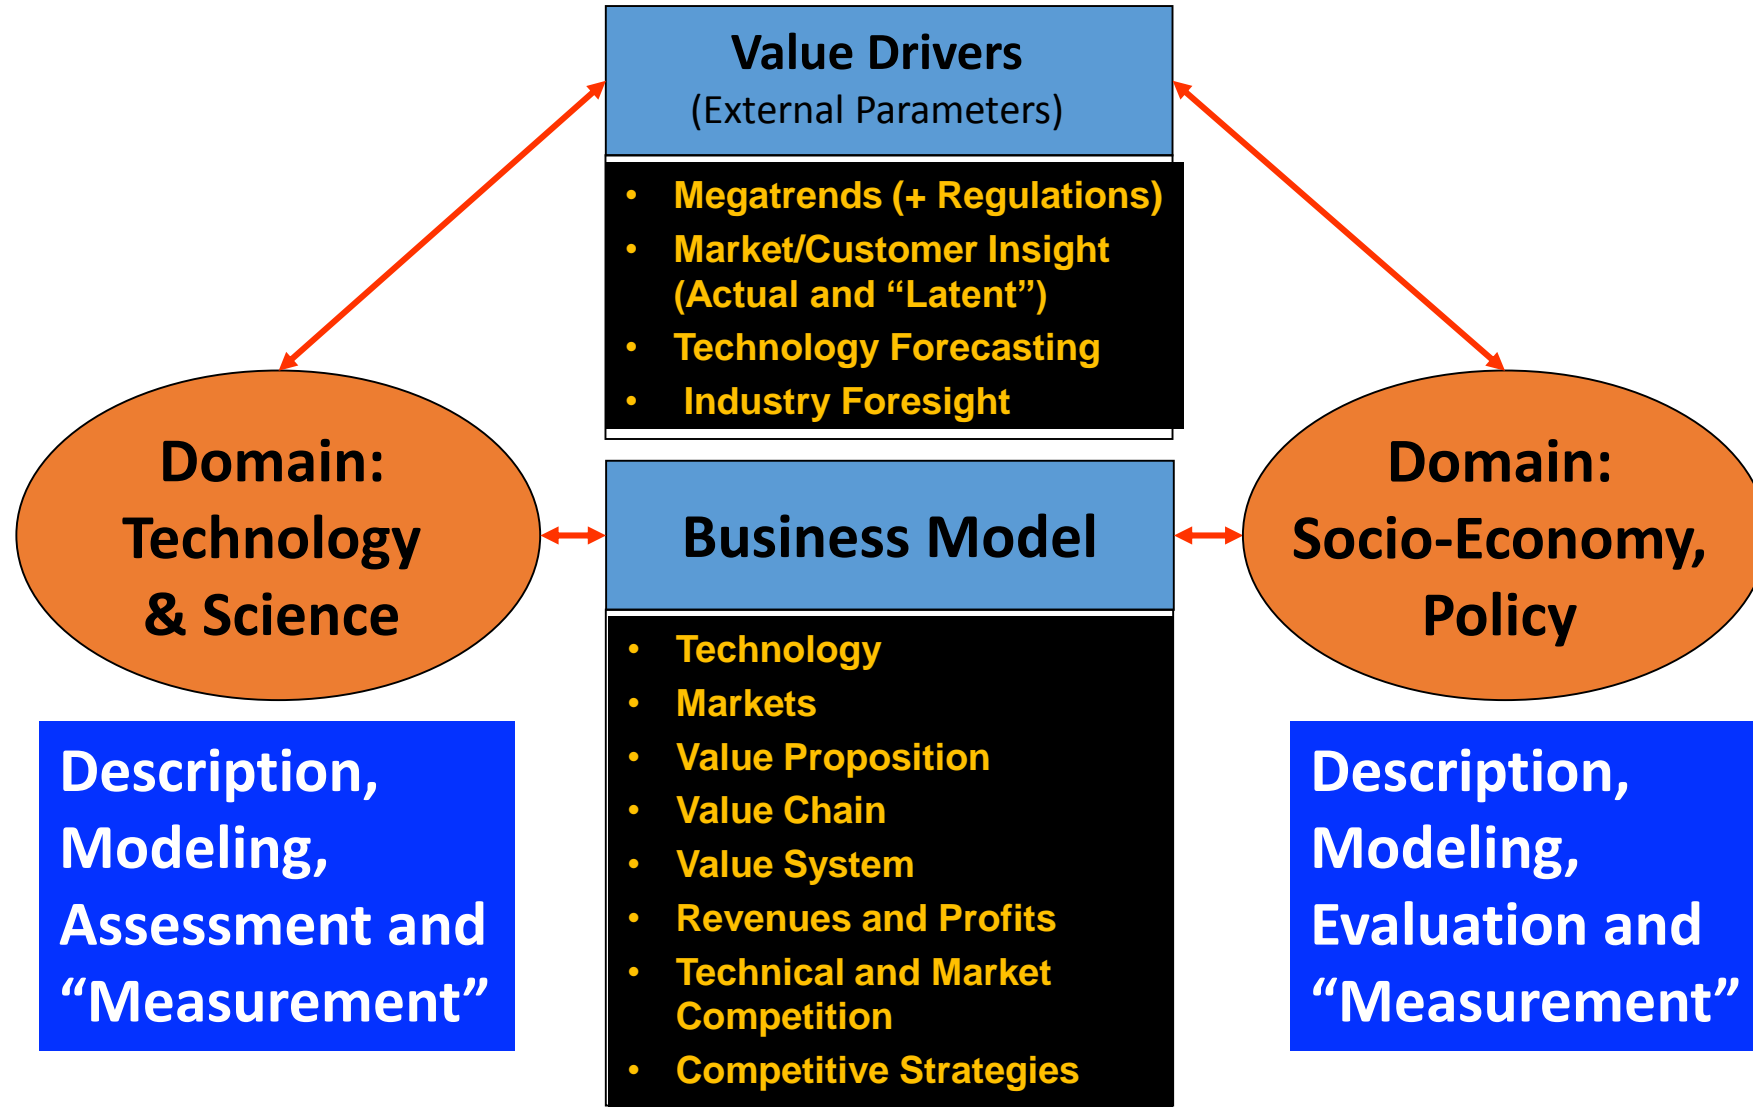 Value Drivers
(External Parameters)
• Megatrends (+ Regulations)
• Market/Customer Insight
(Actual and “Latent”)
• Technology Forecasting
• Industry Foresight
Domain:
Technology
& Science
Business Model
Domain:
Socio-Economy,
Policy
• Technology
• Markets
• Value Proposition
• Value Chain
• Value System
• Revenues and Profits
• Technical and Market
Competition
• Competitive Strategies
Description,
Modeling,
Assessment and
“Measurement”
Description,
Modeling,
Evaluation and
“Measurement”